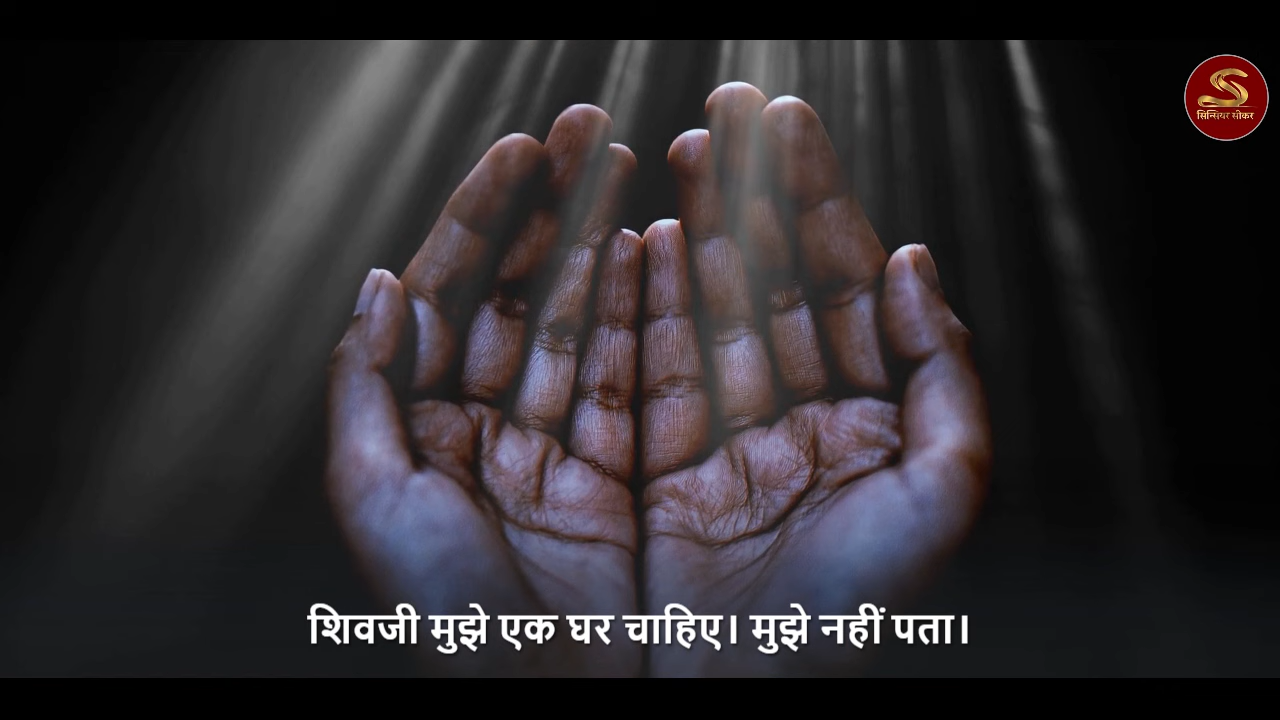 सिन्सियर सीकर
शिवजी मुझे एक घर चाहिए। मुझे नहीं पता।